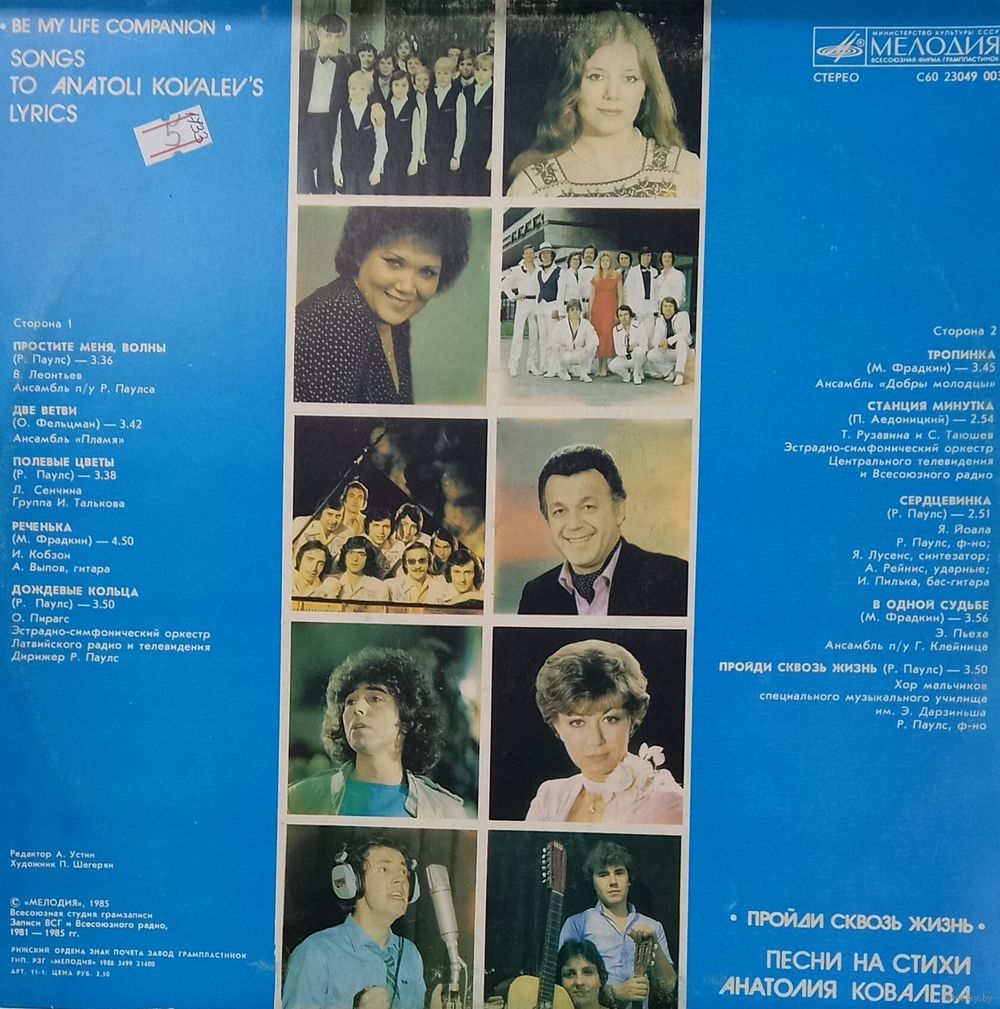 • BE MY LIFE COMPANION •
SONGS
TO ANATOLI KOVALEV'S
LYRICS
5
МИНИСТЕРСТВО КУЛЬТУРЫ СССР
МЕЛОДИЯ
ВСЕСОЮЗНАЯ ФИРМА ГРАМПЛАСТИНОК
СТЕРЕО
С60 23049 003
Сторона 1
ПРОСТИТЕ МЕНЯ, ВОЛНЫ
(Р. Паулс) — 3.36
В. Леонтьев
Ансамбль п/у Р. Паулса
ДВЕ ВЕТВИ
(О. Фельцман) — 3.42
Ансамбль «Пламя»
ПОЛЕВЫЕ ЦВЕТЫ
(Р. Паулс) — 3.38
Л. Сенчина
Группа И. Талькова
РЕЧЕНЬКА
(М. Фрадкин) — 4.50
И. Кобзон
А. Выпов, гитара
ДОЖДЕВЫЕ КОЛЬЦА
(Р. Паулс) — 3.50
О. Пирагс
Эстрадно-симфонический оркестр
Латвийского радио и телевидения
Дирижер Р. Паулс
Сторона 2
ТРОПИНКА
(М. Фрадкин) — 3.45
Ансамбль «Добры молодцы»
СТАНЦИЯ МИНУТКА
(П. Аедоницкий) — 2.54
Т. Рузавина и С. Таюшев
Эстрадно-симфонический оркестр
Центрального телевидения
и Всесоюзного радио
СЕРДЦЕВИНКА
(Р. Паулс) — 2.51
Я. Йоала
Р. Паулс, ф-но;
Я. Лусенс, синтезатор;
А. Рейнис, ударные;
И. Пилька, бас-гитара
В ОДНОЙ СУДЬБЕ
(М. Фрадкин) — 3.56
Э. Пьеха
Ансамбль п/у Г. Клейница
ПРОЙДИ СКВОЗЬ ЖИЗНЬ (Р. Паулс) — 3.50
Хор мальчиков
специального музыкального училища
им. Э. Дарзиньша
Р. Паулс, ф-но
Редактор А. Устин
Художник П. Шегерян
© «МЕЛОДИЯ», 1985
Всесоюзная студия грамзаписи
Записи ВСГ и Всесоюзного радио,
1981 — 1985 гг.
РИЖСКИЙ ОРДЕНА ЗНАК ПОЧЕТА ЗАВОД ГРАМПЛАСТИНОК
ТИП. РЗГ «МЕЛОДИЯ» 1986 3499 21400
АРТ. 11-1. ЦЕНА РУБ. 3,50
• ПРОЙДИ СКВОЗЬ ЖИЗНЬ •
ПЕСНИ НА СТИХИ
АНАТОЛИЯ КОВАЛЕВА